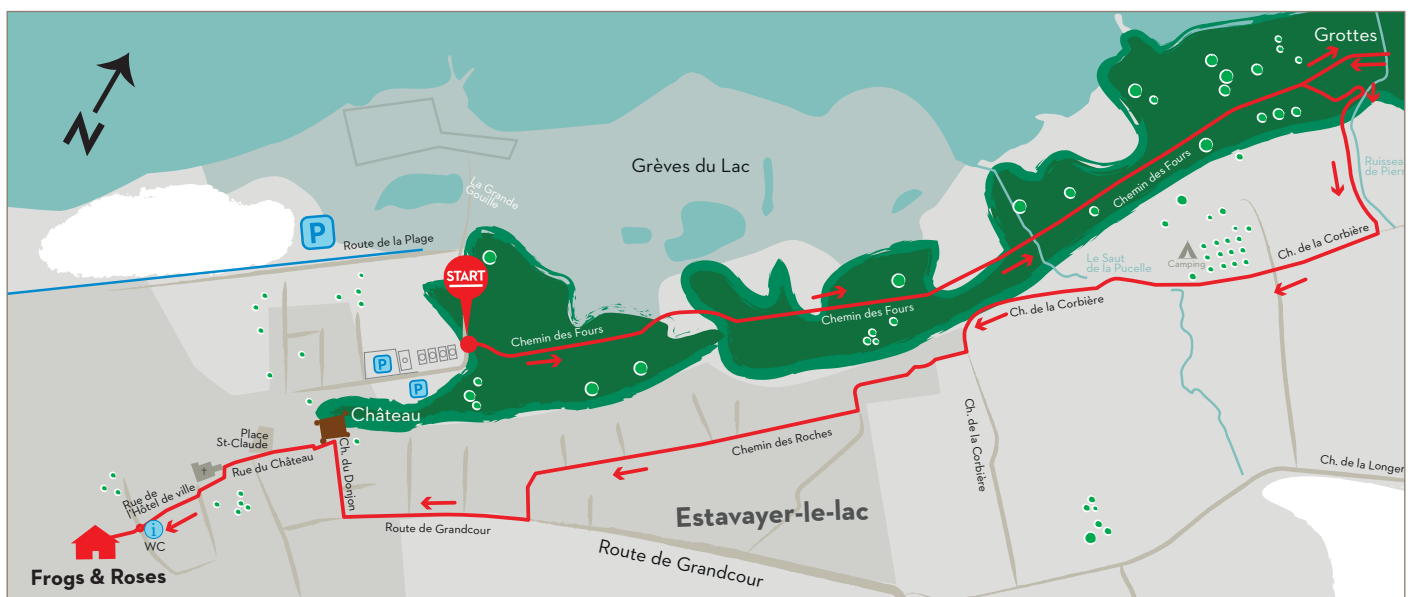 Grottes
N
Grèves du Lac
Chemin des Fours
Ruissea
de Pierr
La Grande
Gouille
P
Route de la Plage
START
Ch. de la Corbière
Le Saut
de la Pucelle
Camping
Ch. de la Corbière
Chemin des Fours
Chemin des Fours
P
P
Château
Ch. de la Corbière
Place
St-Claude
Chemin des Roches
Rue du Château
Ch. du Donjon
Ch. de la Longer
Rue de
l'Hôtel de ville
Estavayer-le-lac
Route de Grandcour
i
WC
Route de Grandcour
Frogs & Roses